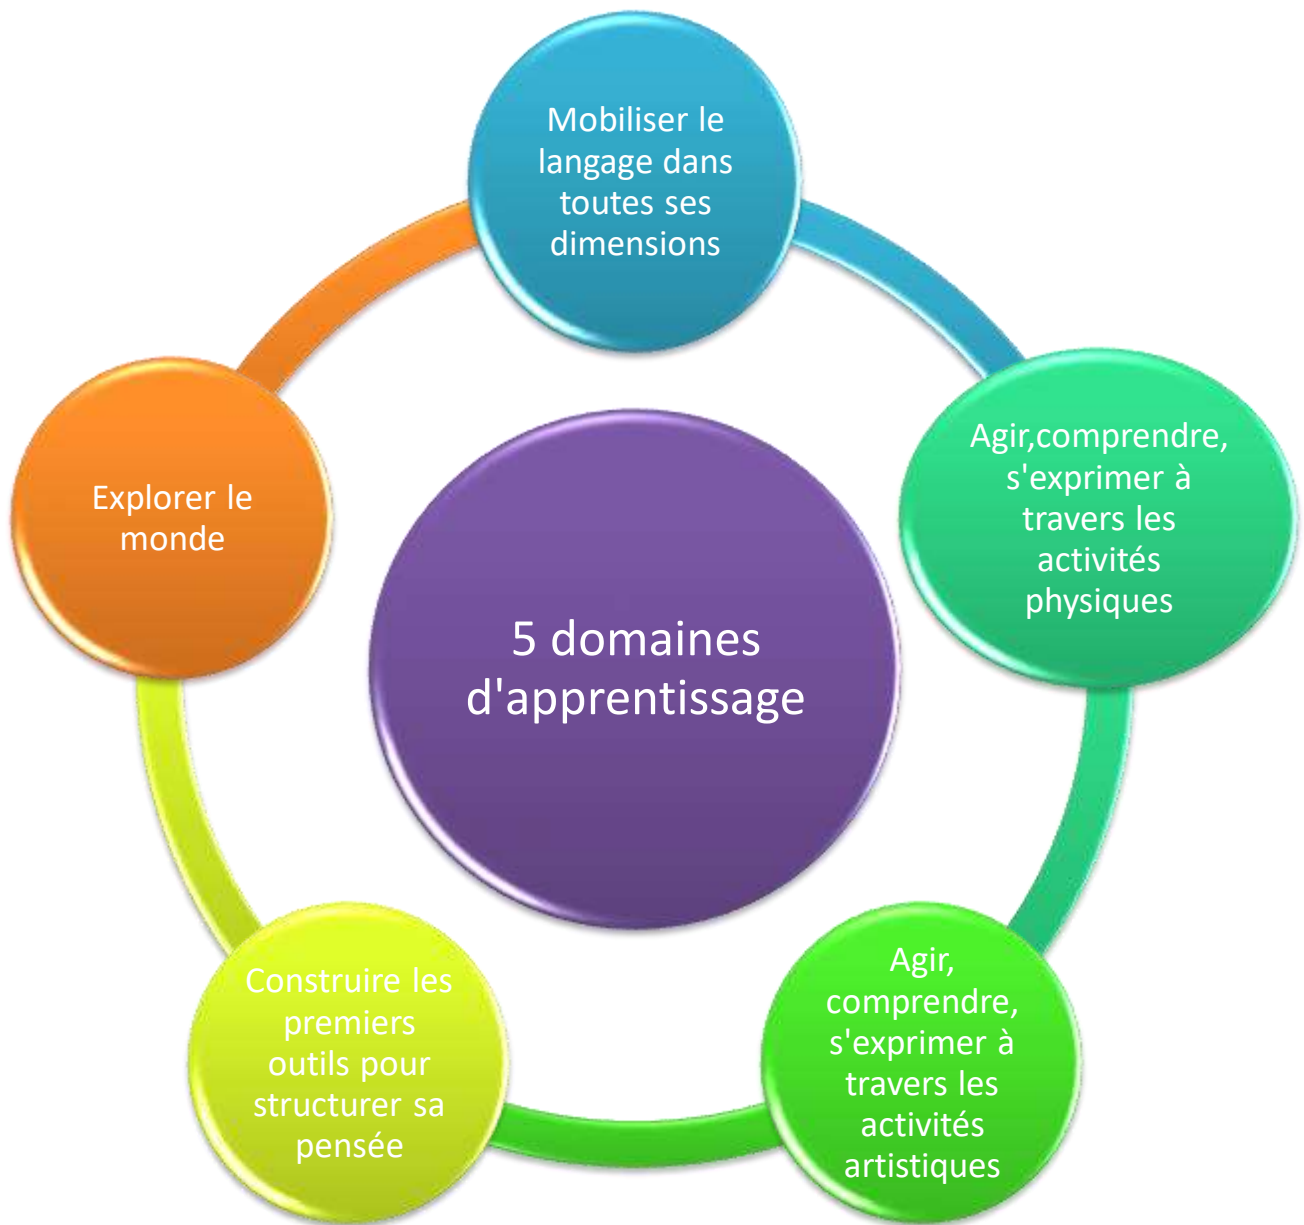 Mobiliser le
langage dans
toutes ses
dimensions
Agir,comprendre,
s'exprimer à
travers les
activités
physiques
Agir,
comprendre,
s'exprimer à
travers les
activités
artistiques
Construire les
premiers
outils pour
structurer sa
pensée
Explorer le
monde
5 domaines
d'apprentissage